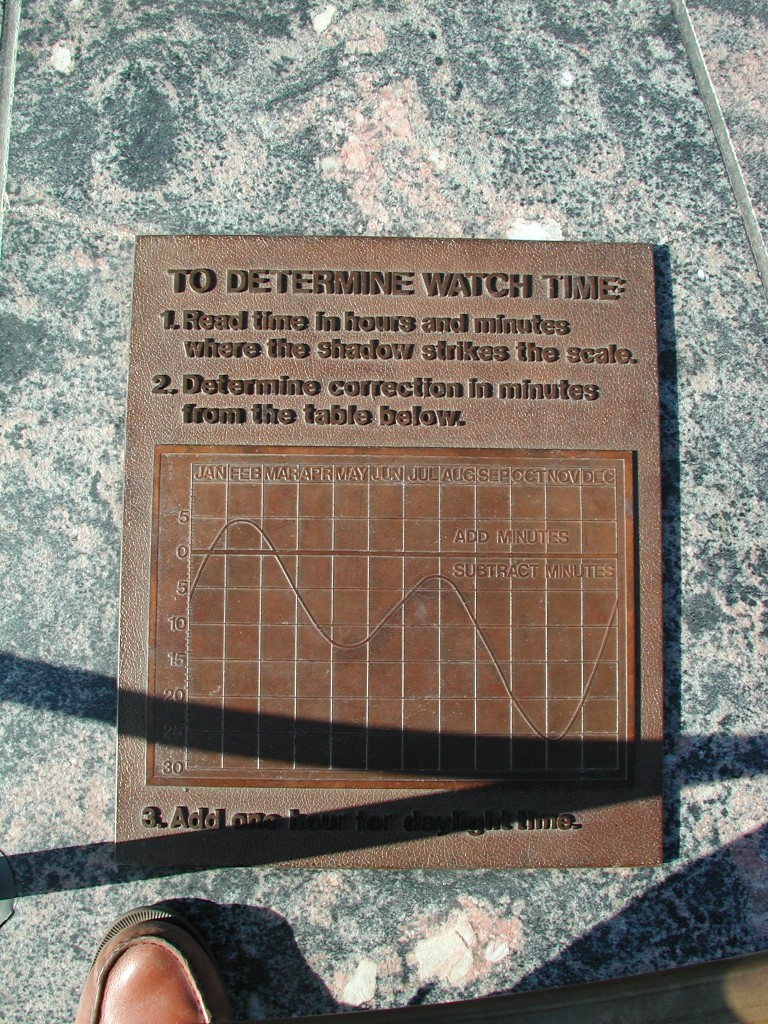 TO DETERMINE WATCH TIME:
1. Read time in hours and minutes
where the shadow strikes the scale.
2. Determine correction in minutes
from the table below.
JAN FEB MAR APR MAY JUN JUL AUG SEP OCT NOV DEC
5
ADD MINUTES
0
SUBTRACT MINUTES
5
10
15
20
25
30
3. Add one hour for daylight time.